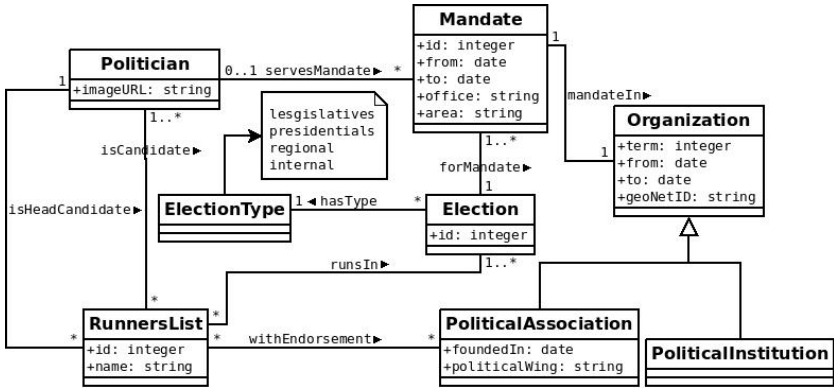 Mandate
+id: integer
+from: date
+to: date
+office: string
+area: string
Politician
+imageURL: string
0..1 servesMandate► *
1
1
mandateIn►
1
Organization
+term: integer
+from: date
+to: date
+geoNetID: string
lesgislatives
presidentials
regional
internal
1..*
isCandidate►
1..*
forMandate►
1
isHeadCandidate►
ElectionType
1 ◄ hasType *
Election
+id: integer
1..*
runsIn►
*
*
*
RunnersList
+id: integer
+name: string
* withEndorsement► *
PoliticalAssociation
+foundedIn: date
+politicalWing: string
PoliticalInstitution